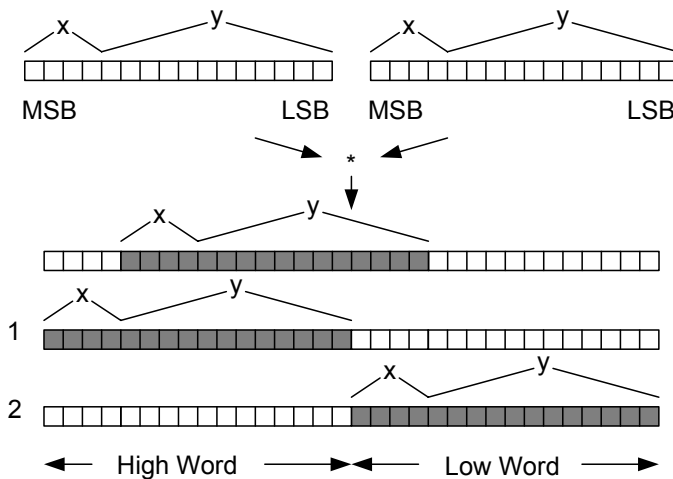 x y x y
MSB LSB MSB LSB
*
x y
x y
1
x y
2
High Word Low Word